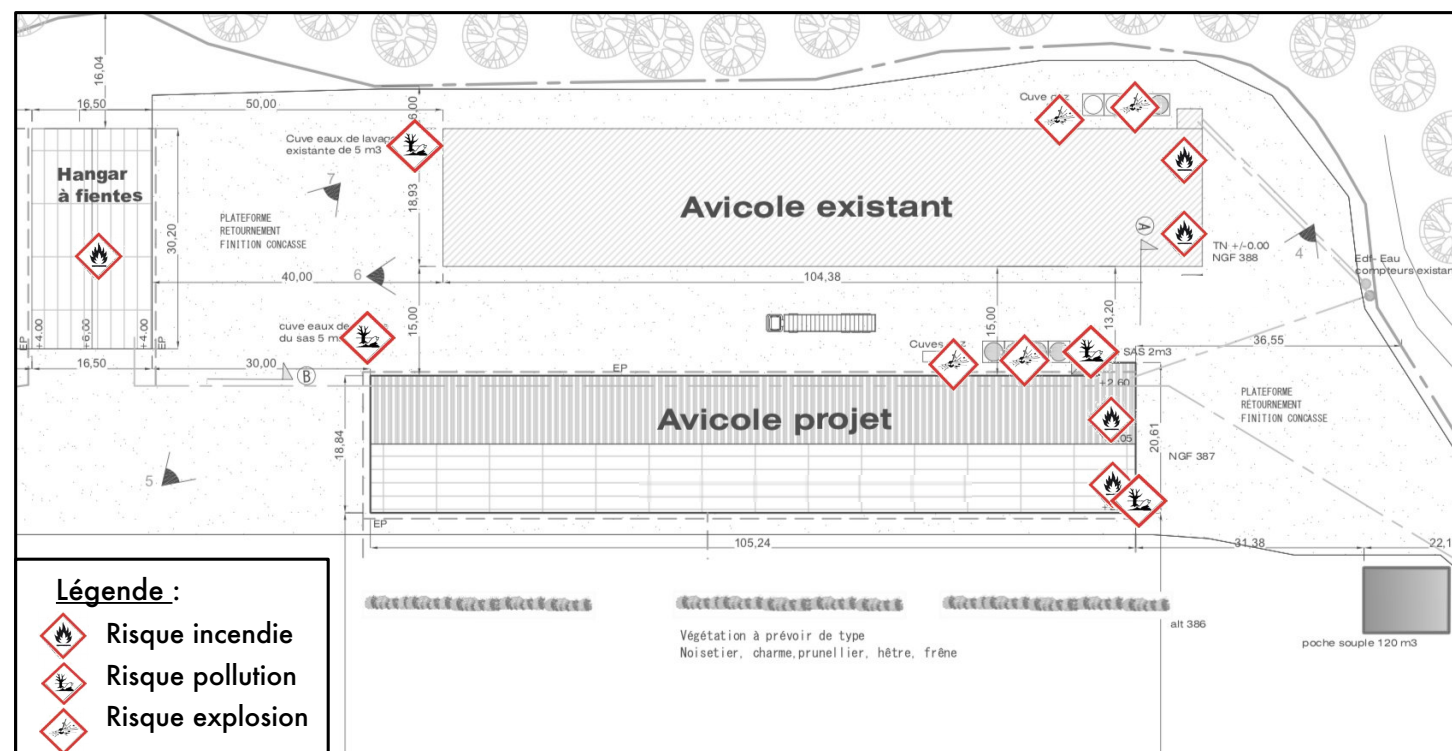 16,04
16,50
50,00
6,00
Cuve
Cuve eaux de
existante de 5 m3
Hangar
à fientes
7
18,93
Avicole existant
PLATEFORME
RETOURNEMENT
FINITION CONCASSE
30,20
A
TN +/-0.00
NGF 388
4
Edf- Eau
compteurs existant
6
40,00
104,38
cuve eaux de
du sas 5
15,00
15,00
13,20
Cuves
SAS 2m3
36,55
EP
+4.00
+6.00
+4.00
EP
16,50
30,00
B
EP
+2.60
PLATEFORME
RETOURNEMENT
FINITION CONCASSE
Avicole projet
18,84
20,61
NGF 387
5
EP
105,24
31,38
22,1
Légende :
Risque incendie
Risque pollution
Risque explosion
Végétation à prévoir de type
Noisetier, charme,prunellier, hêtre, frêne
alt 386
poche souple 120 m3